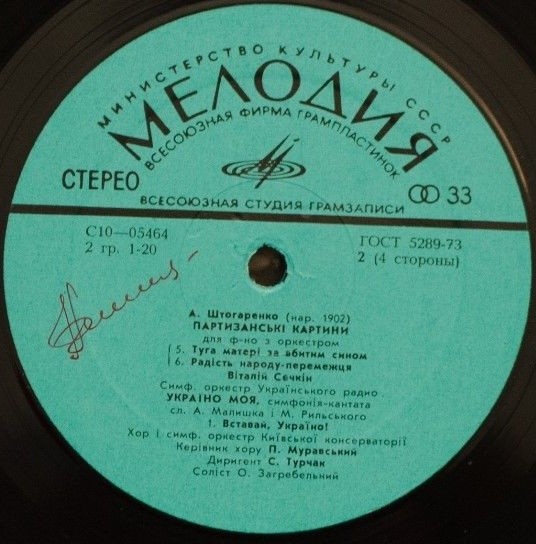 МИНИСТЕРСТВО КУЛЬТУРЫ СССР
МЕЛОДИЯ
ВСЕСОЮЗНАЯ ФИРМА ГРАМПЛАСТИНОК
СТЕРЕО
33
ВСЕСОЮЗНАЯ СТУДИЯ ГРАМЗАПИСИ
С10—05464
2 гр. 1-20
ГОСТ 5289-73
2 (4 стороны)
А. Штогаренко (нар. 1902)
ПАРТИЗАНСЬКІ КАРТИНИ
для ф-но з оркестром
5. Туга матері за вбитим сином
6. Радість народу-переможця
Віталій Сєчкін
Симф. оркестр Українського радио
УКРАЇНО МОЯ, симфонія-кантата
сл. А. Малишка і М. Рильського
1. Вставай, Україно!
Хор і симф. оркестр Київської консерваторії
Керівник хору П. Муравський
Диригент С. Турчак
Соліст О. Загребельний